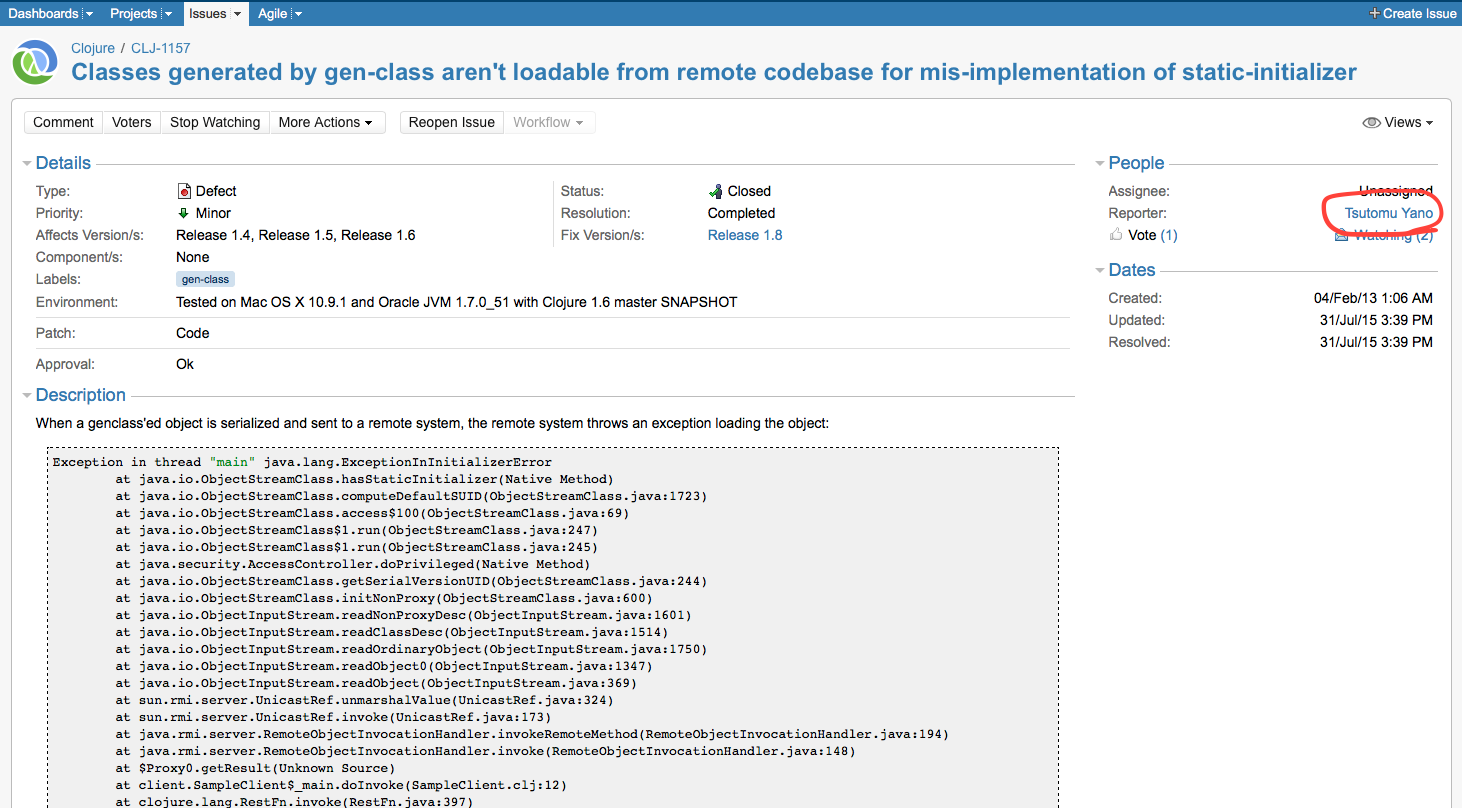 Dashboards Projects Issues Agile + Create Issue
Clojure / CLJ-1157
Classes generated by gen-class aren't loadable from remote codebase for mis-implementation of static-initializer
Comment Voters Stop Watching More Actions Reopen Issue Workflow Views
Details
Type: Defect Status: Closed
Priority: Minor Resolution: Completed
Affects Version/s: Release 1.4, Release 1.5, Release 1.6 Fix Version/s: Release 1.8
Component/s: None
Labels: gen-class
Environment: Tested on Mac OS X 10.9.1 and Oracle JVM 1.7.0_51 with Clojure 1.6 master SNAPSHOT
Patch: Code
Approval: Ok
People
Assignee: Unassigned
Reporter: Tsutomu Yano
Vote (1) Watching (2)
Dates
Created: 04/Feb/13 1:06 AM
Updated: 31/Jul/15 3:39 PM
Resolved: 31/Jul/15 3:39 PM
Description
When a genclass'ed object is serialized and sent to a remote system, the remote system throws an exception loading the object:
Exception in thread "main" java.lang.ExceptionInInitializerError
at java.io.ObjectStreamClass.hasStaticInitializer(Native Method)
at java.io.ObjectStreamClass.computeDefaultSUID(ObjectStreamClass.java:1723)
at java.io.ObjectStreamClass.access$100(ObjectStreamClass.java:69)
at java.io.ObjectStreamClass$1.run(ObjectStreamClass.java:247)
at java.io.ObjectStreamClass$1.run(ObjectStreamClass.java:245)
at java.security.AccessController.doPrivileged(Native Method)
at java.io.ObjectStreamClass.getSerialVersionUID(ObjectStreamClass.java:244)
at java.io.ObjectStreamClass.initNonProxy(ObjectStreamClass.java:600)
at java.io.ObjectInputStream.readNonProxyDesc(ObjectInputStream.java:1601)
at java.io.ObjectInputStream.readClassDesc(ObjectInputStream.java:1514)
at java.io.ObjectInputStream.readOrdinaryObject(ObjectInputStream.java:1750)
at java.io.ObjectInputStream.readObject0(ObjectInputStream.java:1347)
at java.io.ObjectInputStream.readObject(ObjectInputStream.java:369)
at sun.rmi.server.UnicastRef.unmarshalValue(UnicastRef.java:324)
at sun.rmi.server.UnicastRef.invoke(UnicastRef.java:173)
at java.rmi.server.RemoteObjectInvocationHandler.invokeRemoteMethod(RemoteObjectInvocationHandler.java:194)
at java.rmi.server.RemoteObjectInvocationHandler.invoke(RemoteObjectInvocationHandler.java:148)
at $Proxy0.getResult(Unknown Source)
at client.SampleClient$_main.doInvoke(SampleClient.clj:12)
at clojure.lang.RestFn.invoke(RestFn.java:397)